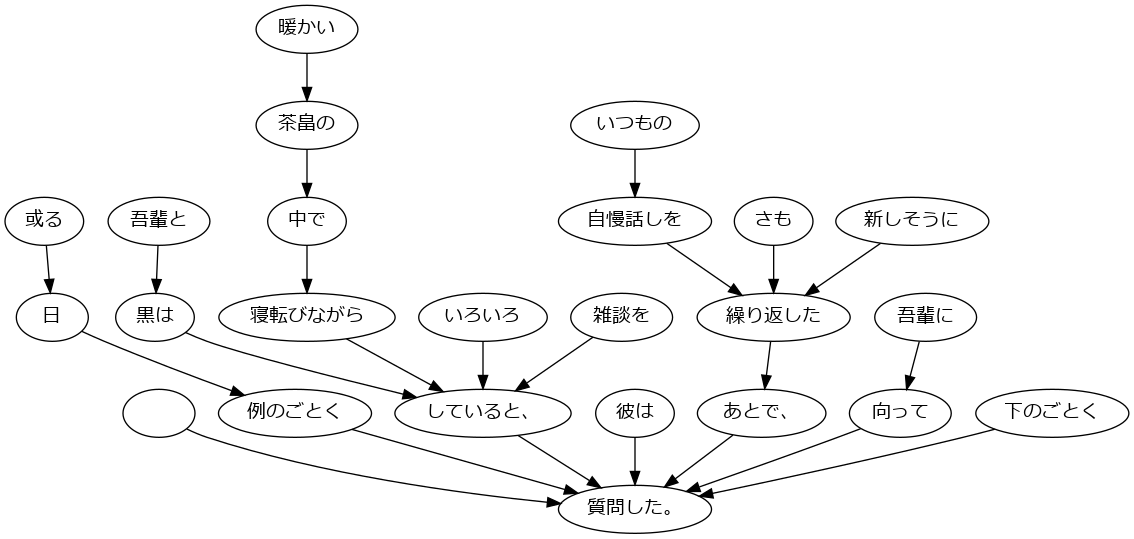 暖かい
茶畠の
いつもの
或る
吾輩と
中で
自慢話しを
さも
新しそうに
日
黒は
寝転びながら
いろいろ
雑談を
繰り返した
吾輩に
例のごとく
していると、
彼は
あとで、
向って
下のごとく
質問した。